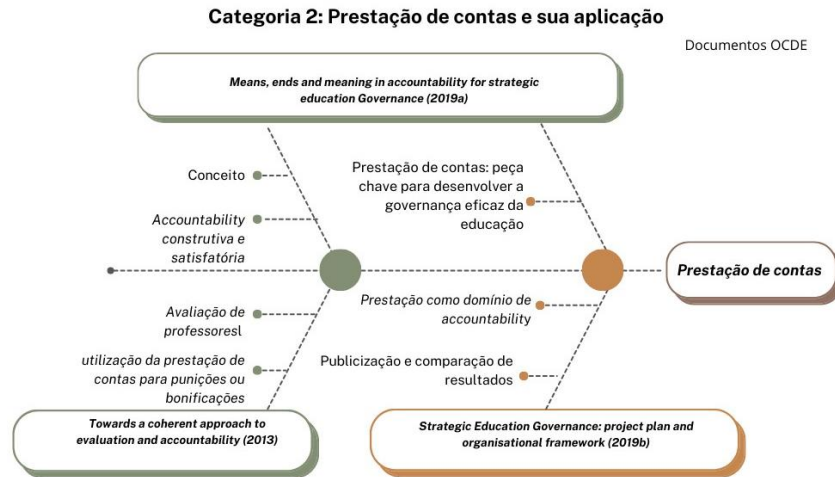 Categoria 2: Prestação de contas e sua aplicação
Documentos OCDE
Means, ends and meaning in accountability for strategic
education Governance (2019a)
Conceito
Accountability
construtiva e
satisfatória
Prestação de contas: peça
chave para desenvolver a
governança eficaz da
educação
Prestação de contas
Avaliação de
professoresl
utilização da prestação de
contas para punições ou
bonificações
Prestação como domínio de
accountability
Publicização e comparação de
resultados
Towards a coherent approach to
evaluation and accountability (2013)
Strategic Education Governance: project plan and
organisational framework (2019b)